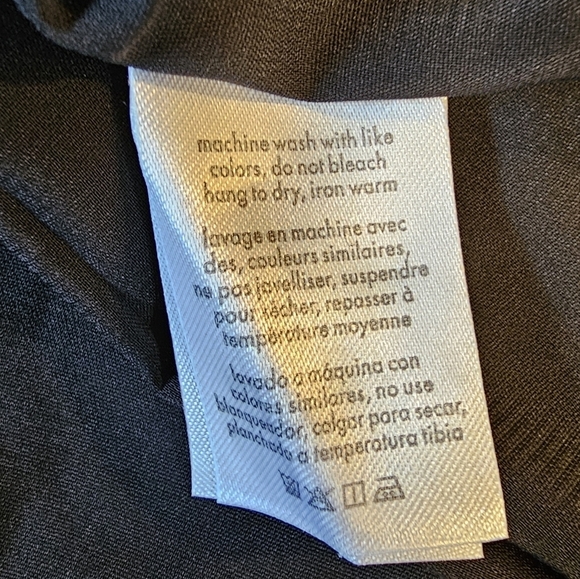 machine wash with like
colors, do not bleach
hang to dry, iron warm
lavage en machine avec
des, couleurs similaires,
ne pas javelliser, suspendre
pour sécher, repasser à
température moyenne
lavado a máquina con
colores similares, no use
blanqueador, colgar para secar,
planchado a temperatura tibia